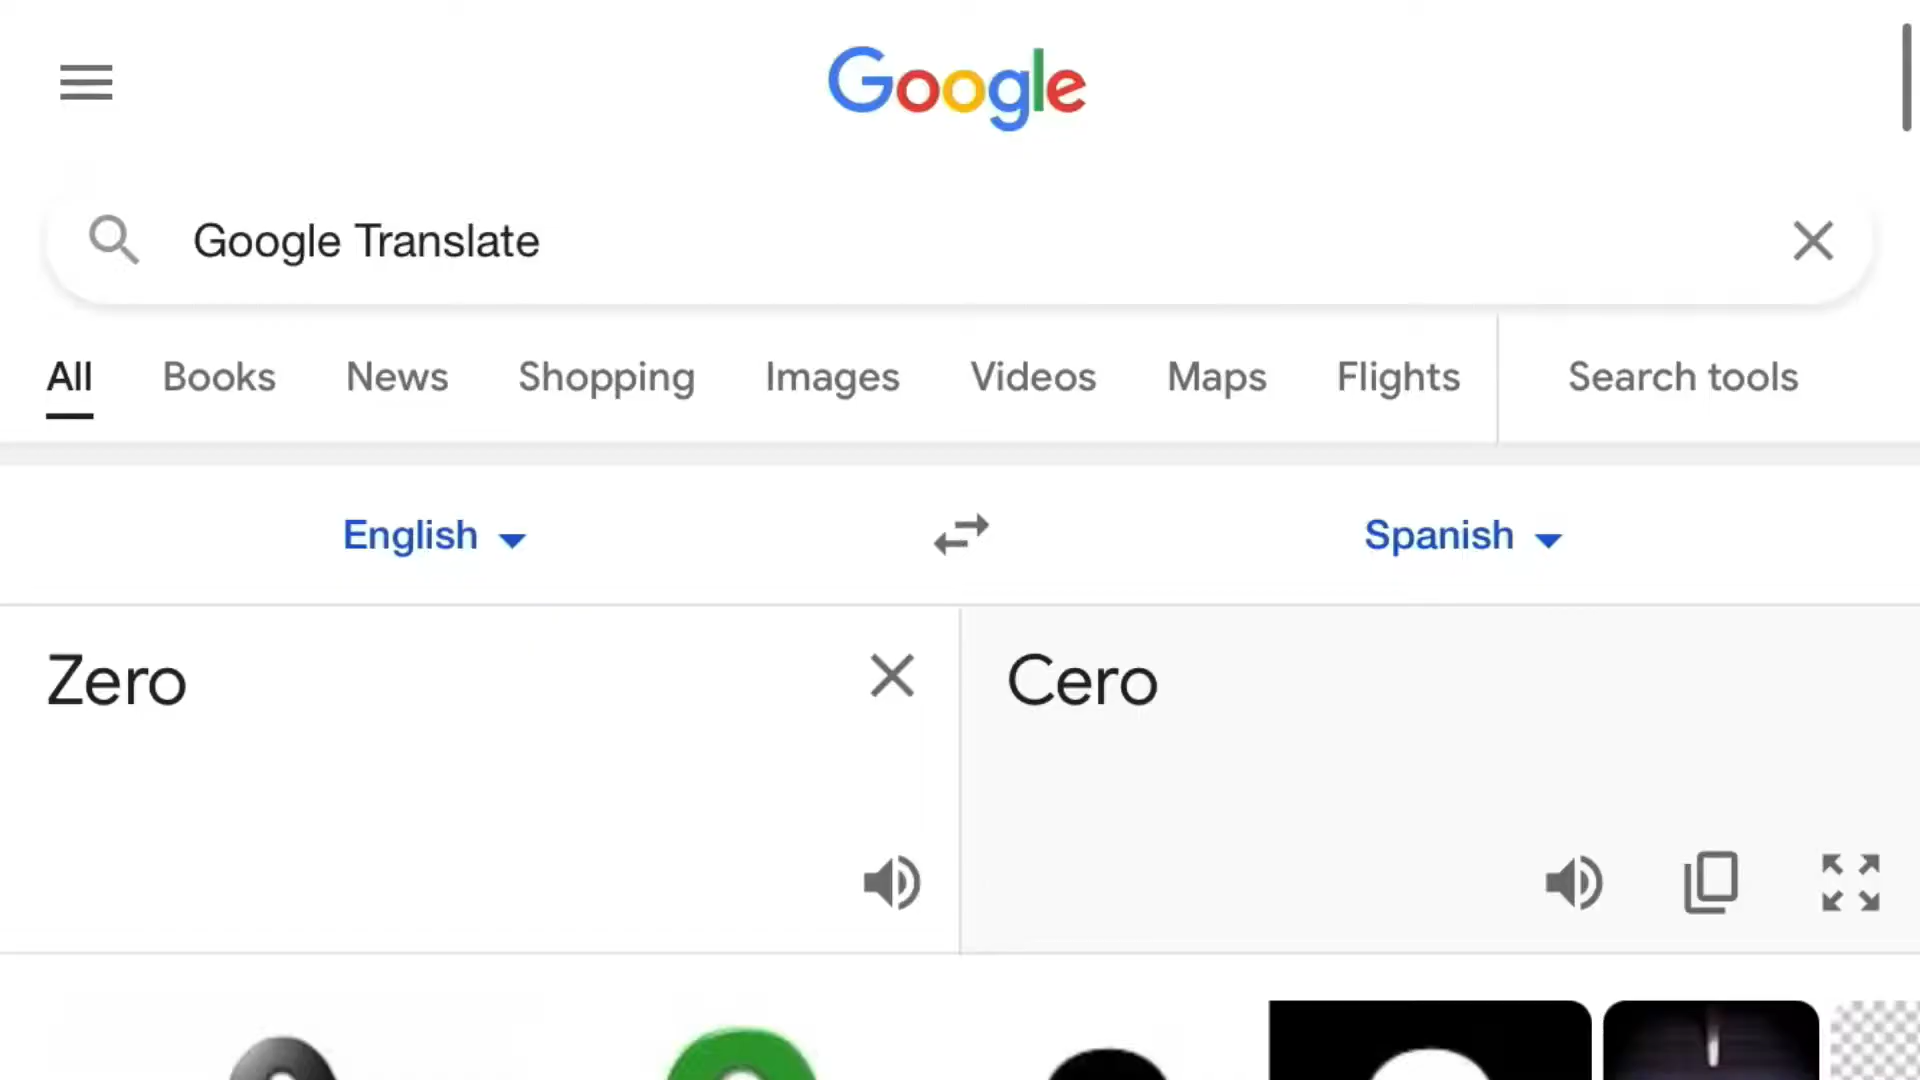 Google
Google Translate
All Books News Shopping Images Videos Maps Flights Search tools
English Spanish
Zero Cero